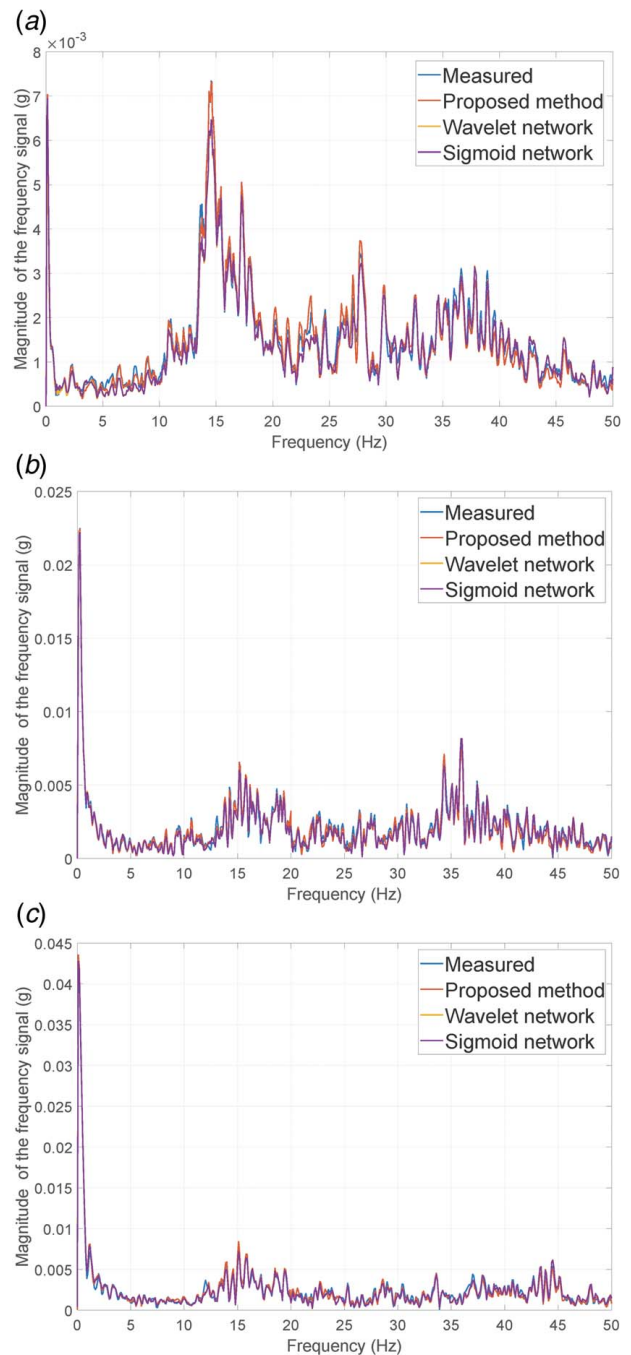 (a)
×10⁻³
8
7
6
5
4
3
2
1
0
Magnitude of the frequency signal (g)
Measured
Proposed method
Wavelet network
Sigmoid network
0 5 10 15 20 25 30 35 40 45 50
Frequency (Hz)
(b)
0.025
0.02
0.015
0.01
0.005
0
Magnitude of the frequency signal (g)
Measured
Proposed method
Wavelet network
Sigmoid network
0 5 10 15 20 25 30 35 40 45 50
Frequency (Hz)
(c)
0.045
0.04
0.035
0.03
0.025
0.02
0.015
0.01
0.005
0
Magnitude of the frequency signal (g)
Measured
Proposed method
Wavelet network
Sigmoid network
0 5 10 15 20 25 30 35 40 45 50
Frequency (Hz)